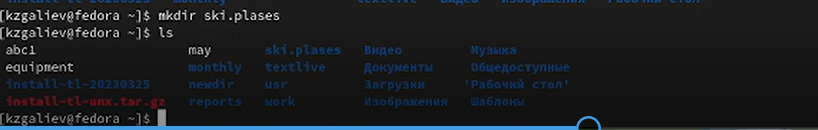 [kzgaliev@fedora ~]$ mkdir ski.plases
[kzgaliev@fedora ~]$ ls
abc1 may ski.plases Видео Музыка
equipment monthly textlive Документы Общедоступные
install-tl-20230325 newdir usr Загрузки 'Рабочий стол'
install-tl-unx.tar.gz reports work Изображения Шаблоны
[kzgaliev@fedora ~]$